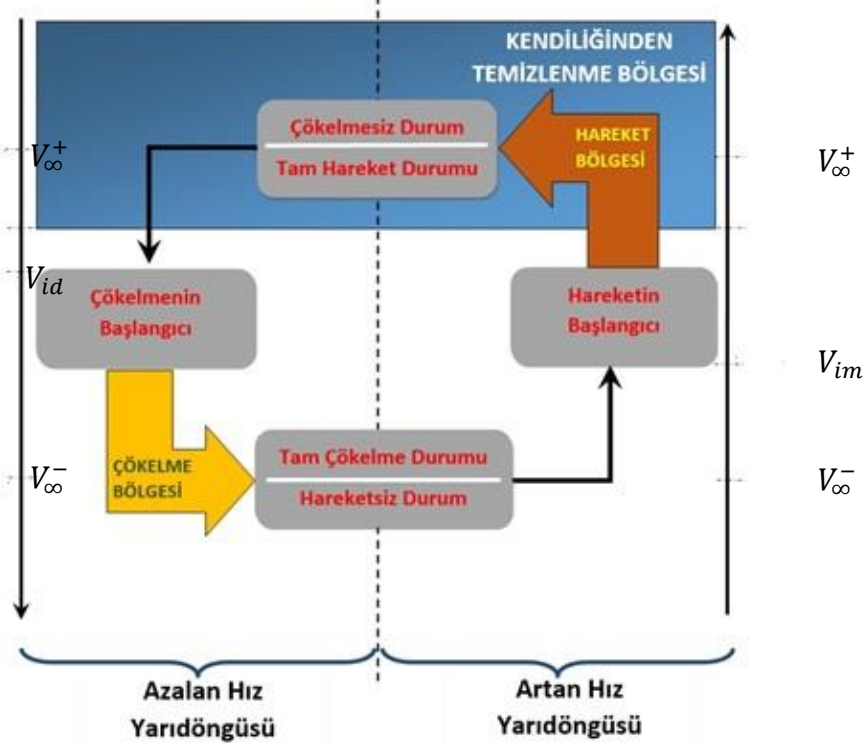 KENDİLİĞİNDEN
TEMİZLENME BÖLGESİ
Çökelmesiz Durum
Tam Hareket Durumu
HAREKET
BÖLGESİ
V∞+
V∞+
Vid
Çökelmenin
Başlangıcı
Hareketin
Başlangıcı
Vim
ÇÖKELME
BÖLGESİ
Tam Çökelme Durumu
Hareketsiz Durum
V∞−
V∞−
Azalan Hız
Yarıdöngüsü
Artan Hız
Yarıdöngüsü